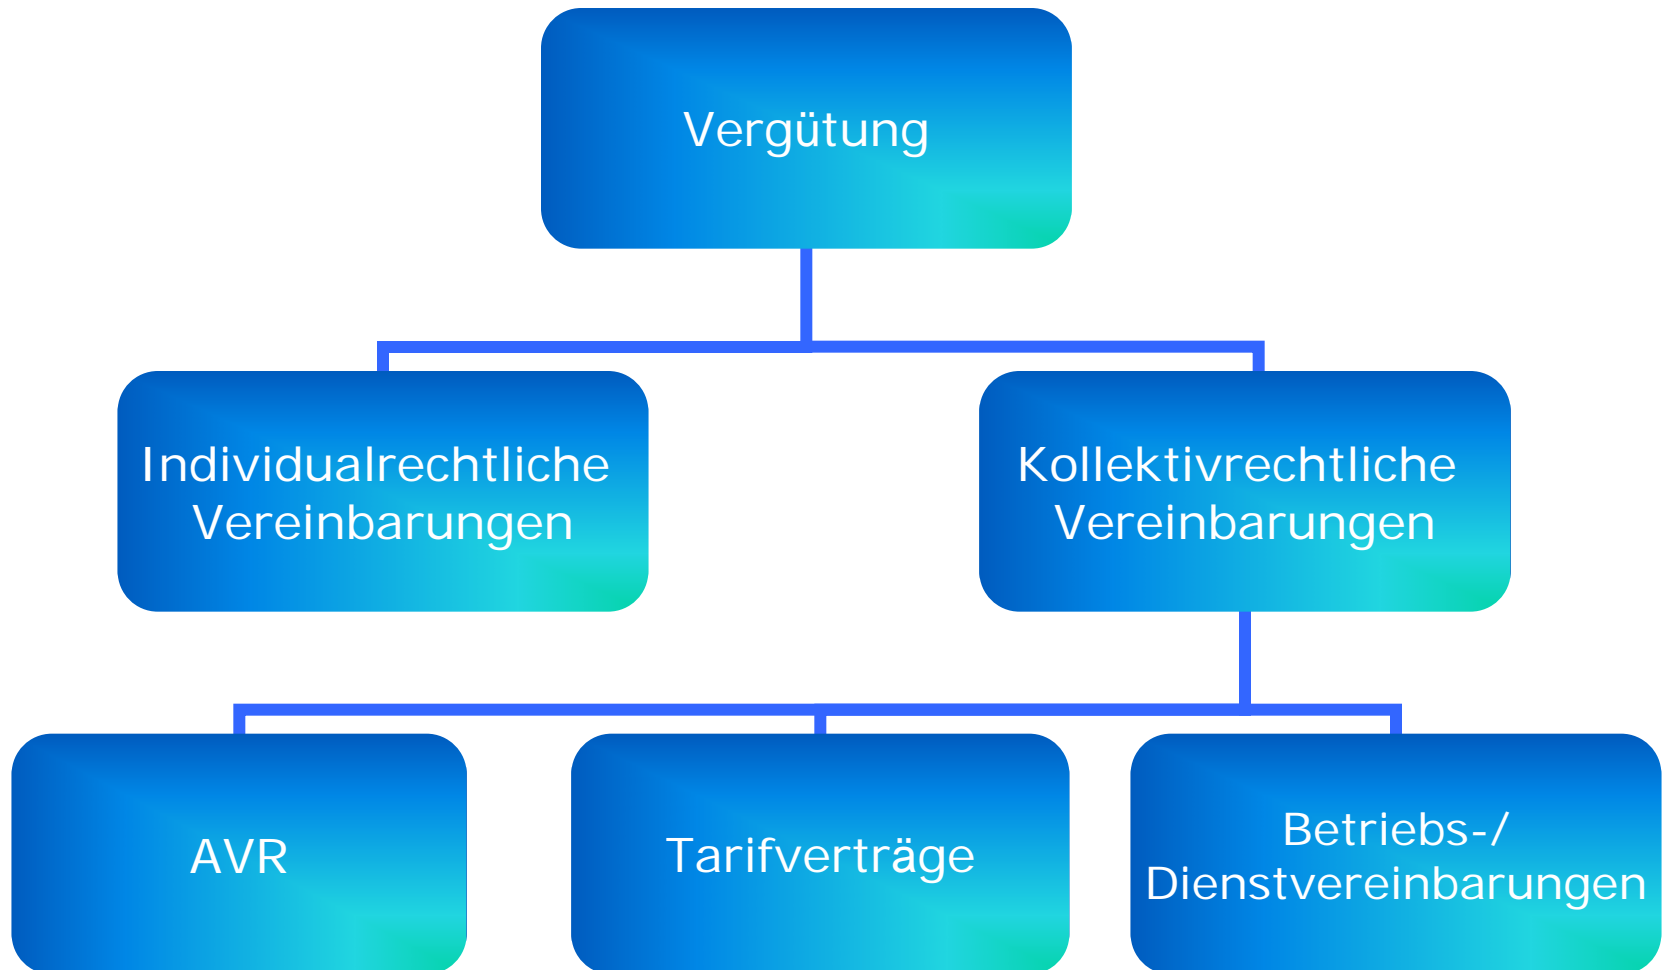 Vergütung
Individualrechtliche
Vereinbarungen
Kollektivrechtliche
Vereinbarungen
AVR
Tarifverträge
Betriebs-/
Dienstvereinbarungen